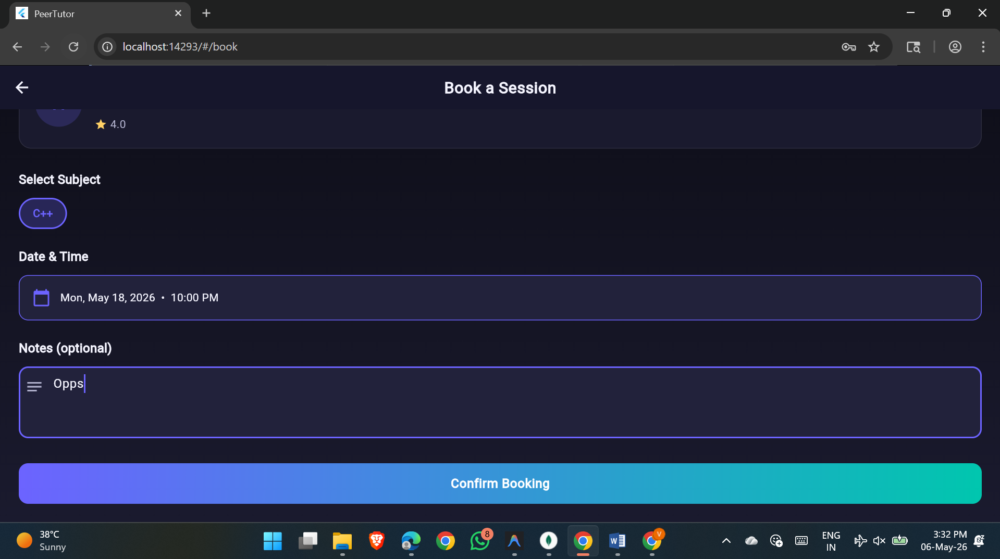 PeerTutor
localhost:14293/#/book
Book a Session
4.0
Select Subject
C++
Date & Time
Mon, May 18, 2026 • 10:00 PM
Notes (optional)
Opps
Confirm Booking
38°C
Sunny
8
V
ENG
IN
3:32 PM
06-May-26